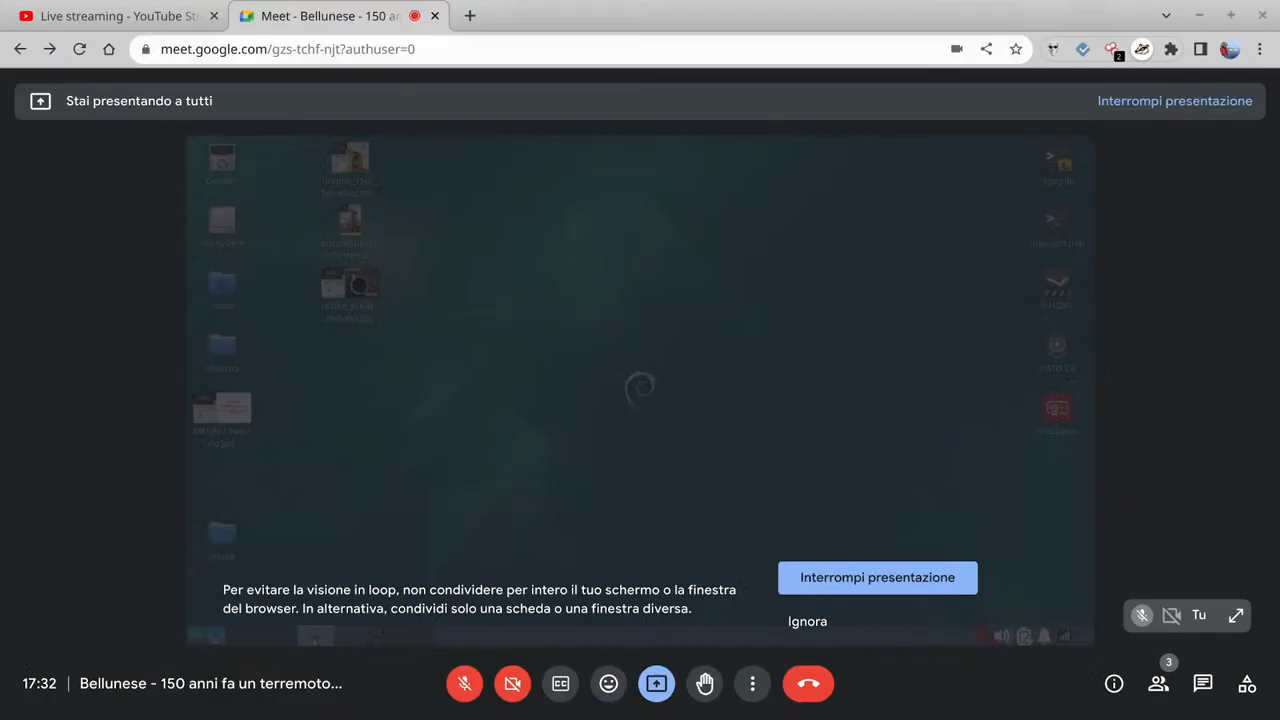 Live streaming - YouTube St
Meet - Bellunese - 150 an
meet.google.com/gzs-tchf-njt?authuser=0
2
Stai presentando a tutti
Interrompi presentazione
Per evitare la visione in loop, non condividere per intero il tuo schermo o la finestra
del browser. In alternativa, condividi solo una scheda o una finestra diversa.
Interrompi presentazione
Ignora
Tu
17:32 | Bellunese - 150 anni fa un terremoto...
CC
3